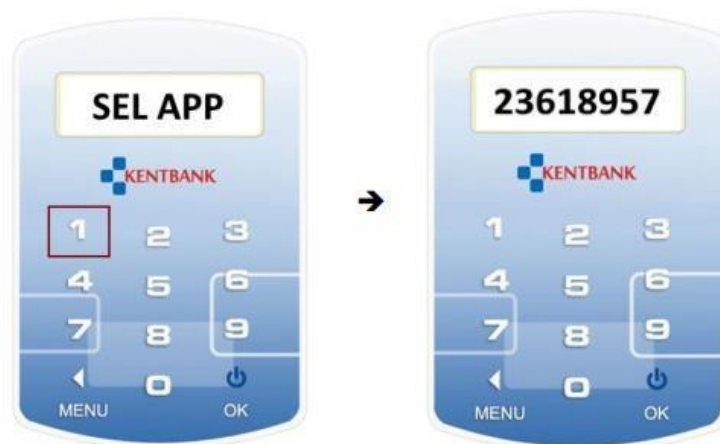 SEL APP
KENTBANK
1 2 3
4 5 6
7 8 9
0
MENU OK
➔
23618957
KENTBANK
1 2 3
4 5 6
7 8 9
0
MENU OK